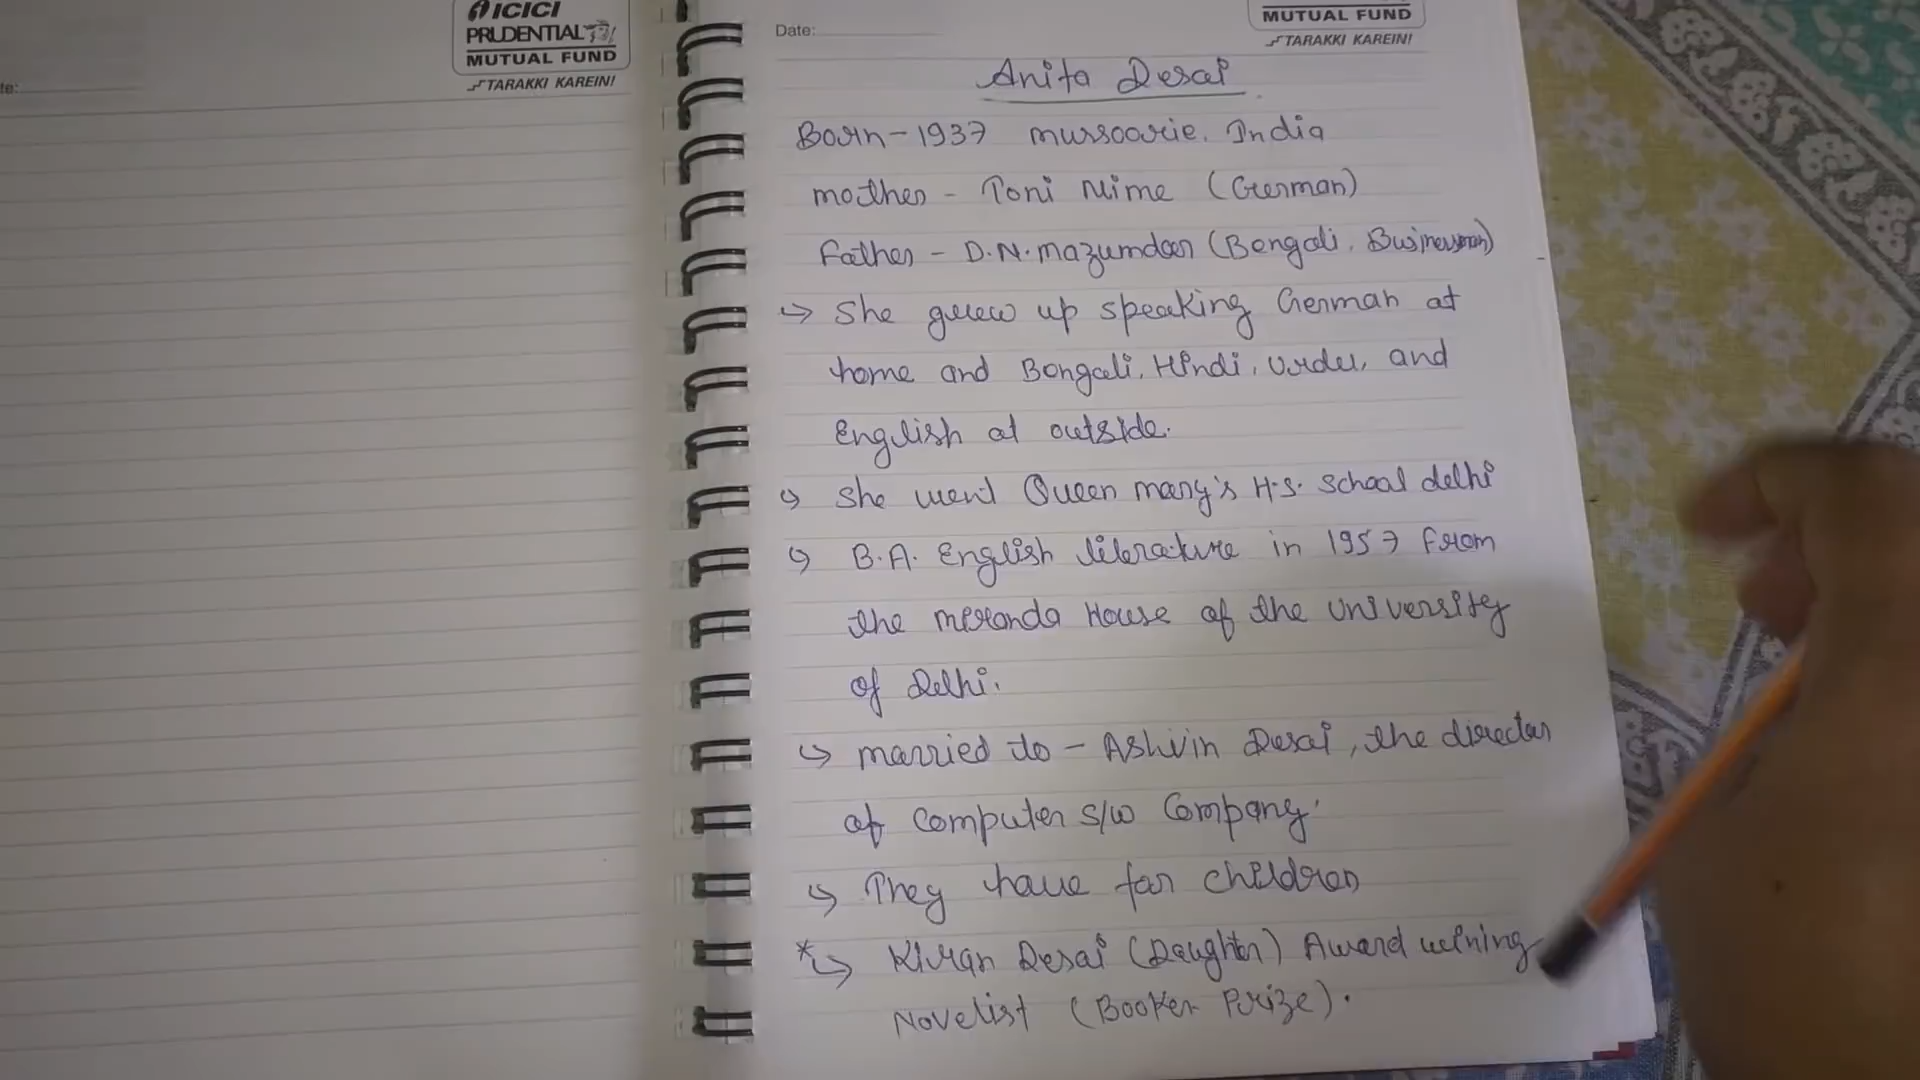 ICICI
PRUDENTIAL
MUTUAL FUND
TARAKKI KAREIN!
te:
Date:
MUTUAL FUND
TARAKKI KAREIN!
Anita Desai
Born - 1937 mussoorie. India
mother - Toni Nime (German)
Father - D.N. Mazumdar (Bengali, Businessman)
↳ She grew up speaking German at
home and Bengali, Hindi, Urdu, and
English at outside.
↳ She went Queen mary's H.S. School delhi
↳ B.A. English literature in 1957 from
the meranda House of the University
of Delhi.
↳ married to - Ashvin Desai, the director
of computer s/w Company.
↳ They have for children
*↳ Kiran Desai (Daughter) Award wining
Novelist (Booker Prize).